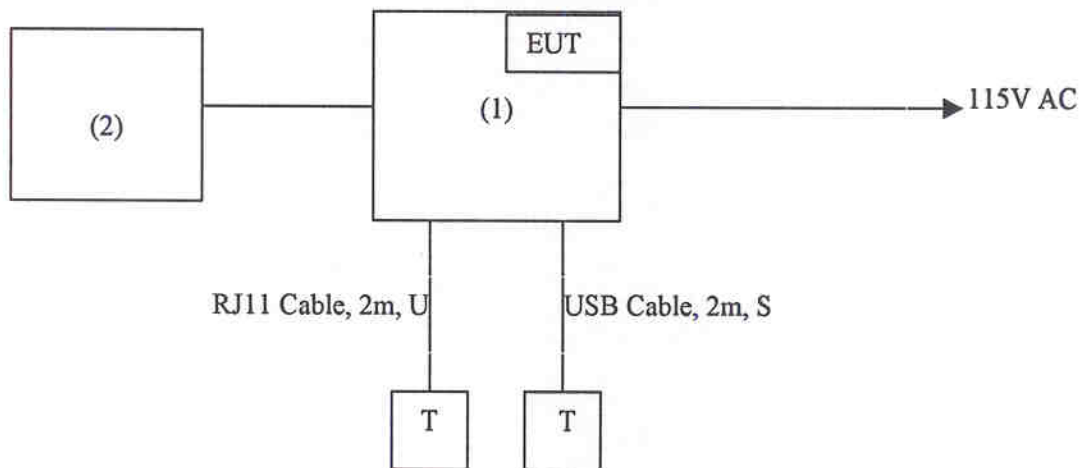 EUT
115V AC
(2)
(1)
RJ11 Cable, 2m, U
USB Cable, 2m, S
T
T